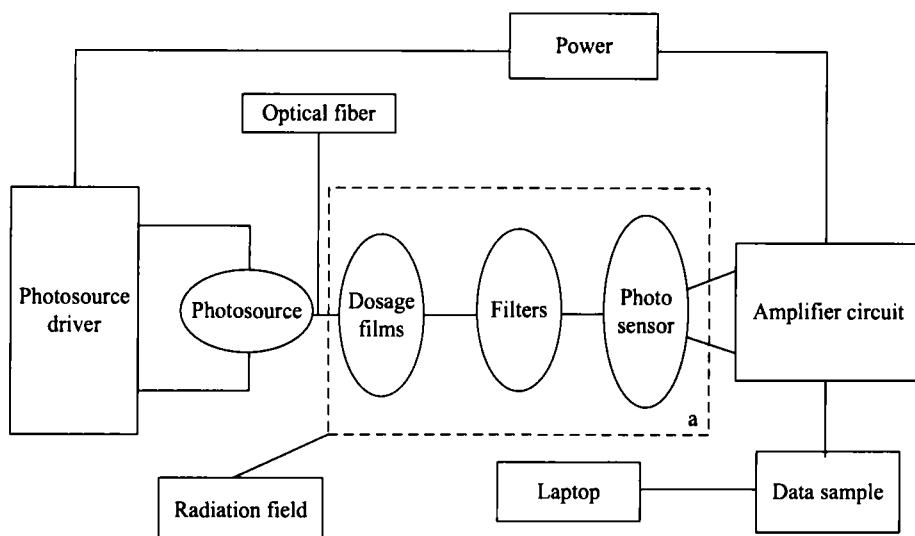 Power
Optical fiber
Photosource
driver
Photosource
Dosage
films
Filters
Photo
sensor
Amplifier circuit
a
Radiation field
Laptop
Data sample